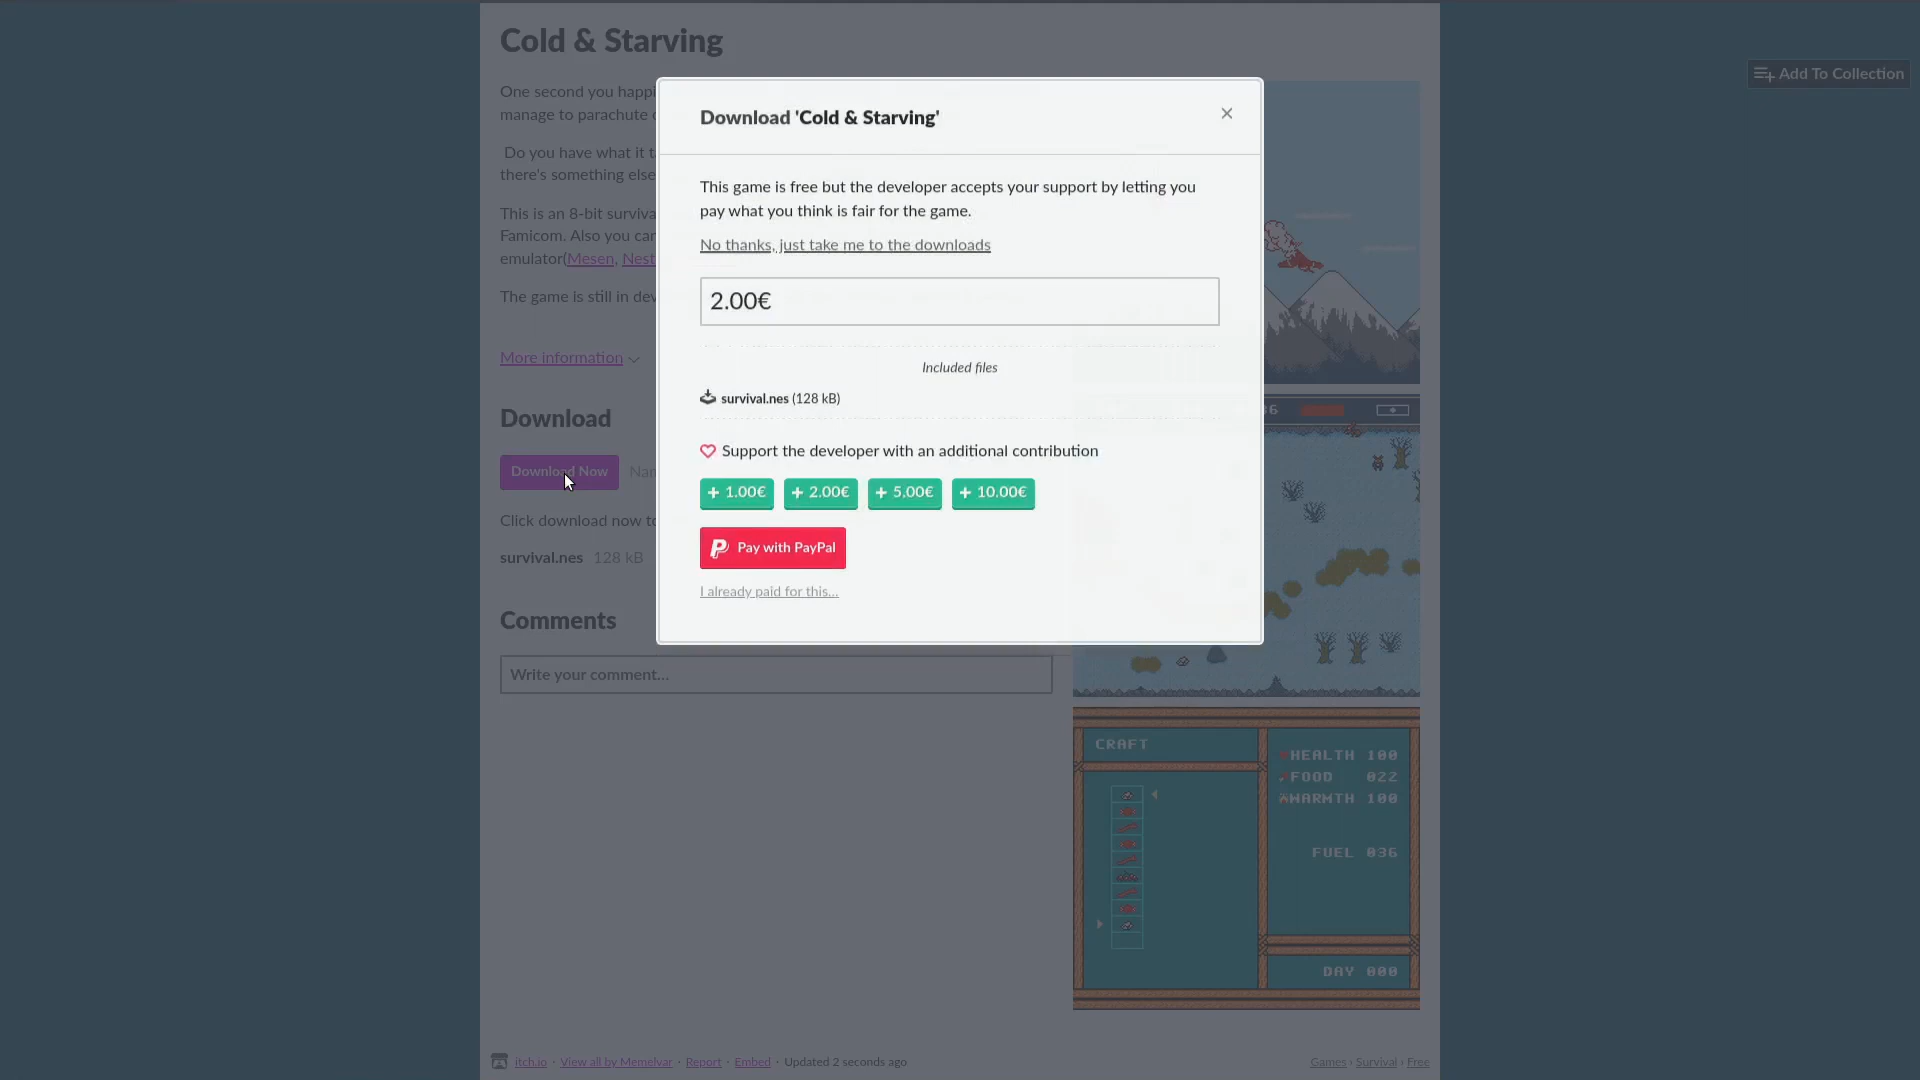 Cold & Starving
Add To Collection
One second you happi
manage to parachute
Do you have what it
there's something else
This is an 8-bit surviva
Famicom. Also you can
emulator(Mesen, Nest
The game is still in dev
More information
Download
Download Now
Click download now to
survival.nes 128 kB
Comments
Write your comment...
Download 'Cold & Starving'
×
This game is free but the developer accepts your support by letting you
pay what you think is fair for the game.
No thanks, just take me to the downloads
2.00€
Included files
survival.nes (128 kB)
Support the developer with an additional contribution
+ 1.00€ + 2.00€ + 5.00€ + 10.00€
Pay with PayPal
I already paid for this...
CRAFT
HEALTH 100
FOOD 022
WARMTH 100
FUEL 036
DAY 000
itch.io · View all by Memelvar · Report · Embed · Updated 2 seconds ago
Games › Survival › Free